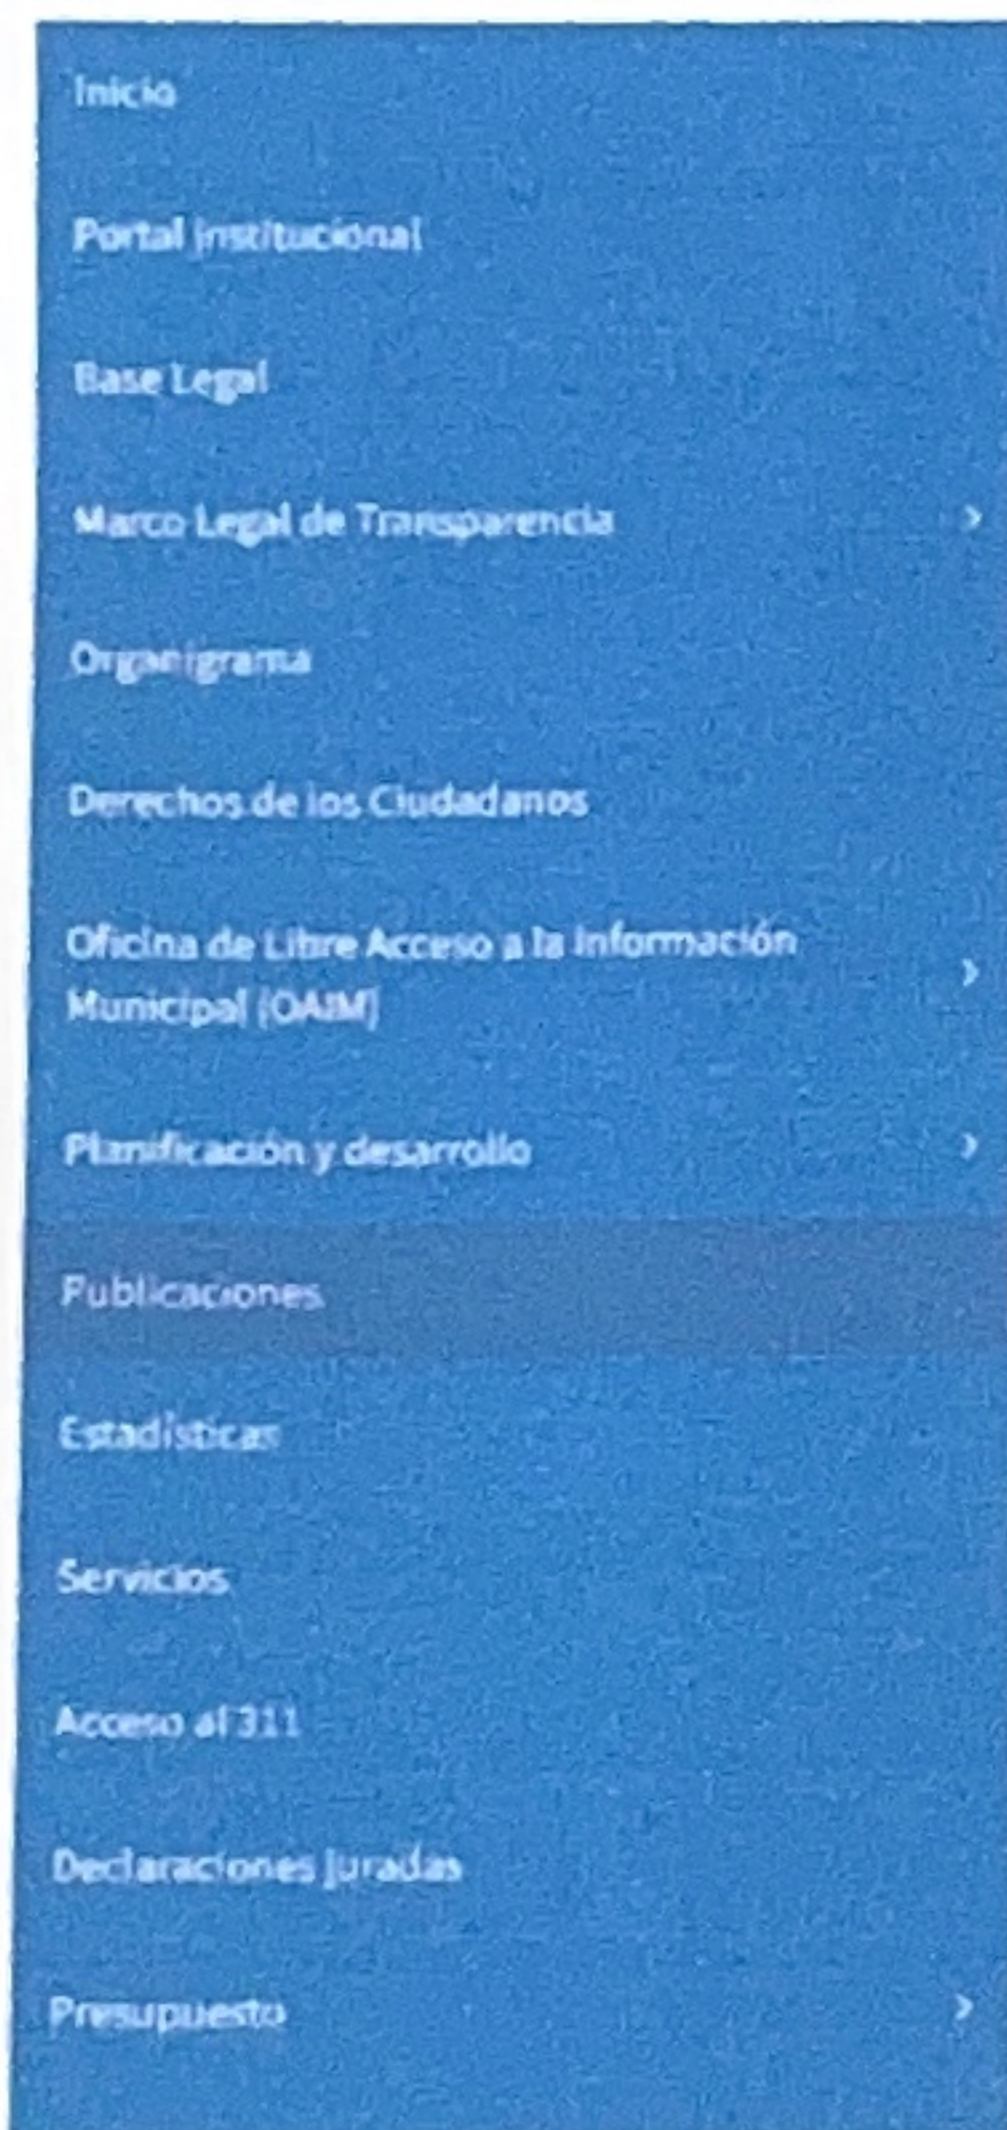 Inicio
Portal Institucional
Base Legal
Marco Legal de Transparencia
Organigrama
Derechos de los Ciudadanos
Oficina de Libre Acceso a la Información
Municipal (OAIM)
Planificación y desarrollo
Publicaciones
Estadísticas
Servicios
Acceso al 311
Declaraciones Juradas
Presupuesto